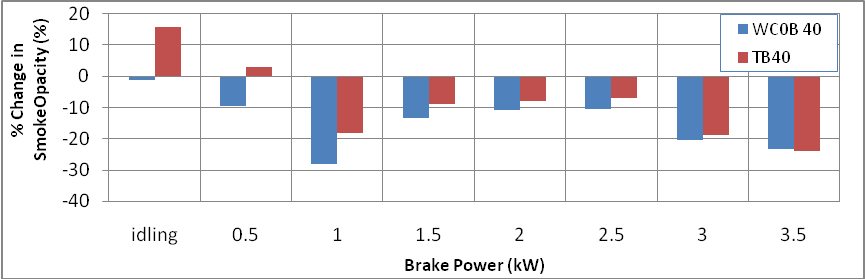 % Change in
SmokeOpacity (%)
20
10
0
-10
-20
-30
-40
WC0B 40
TB40
idling 0.5 1 1.5 2 2.5 3 3.5
Brake Power (kW)